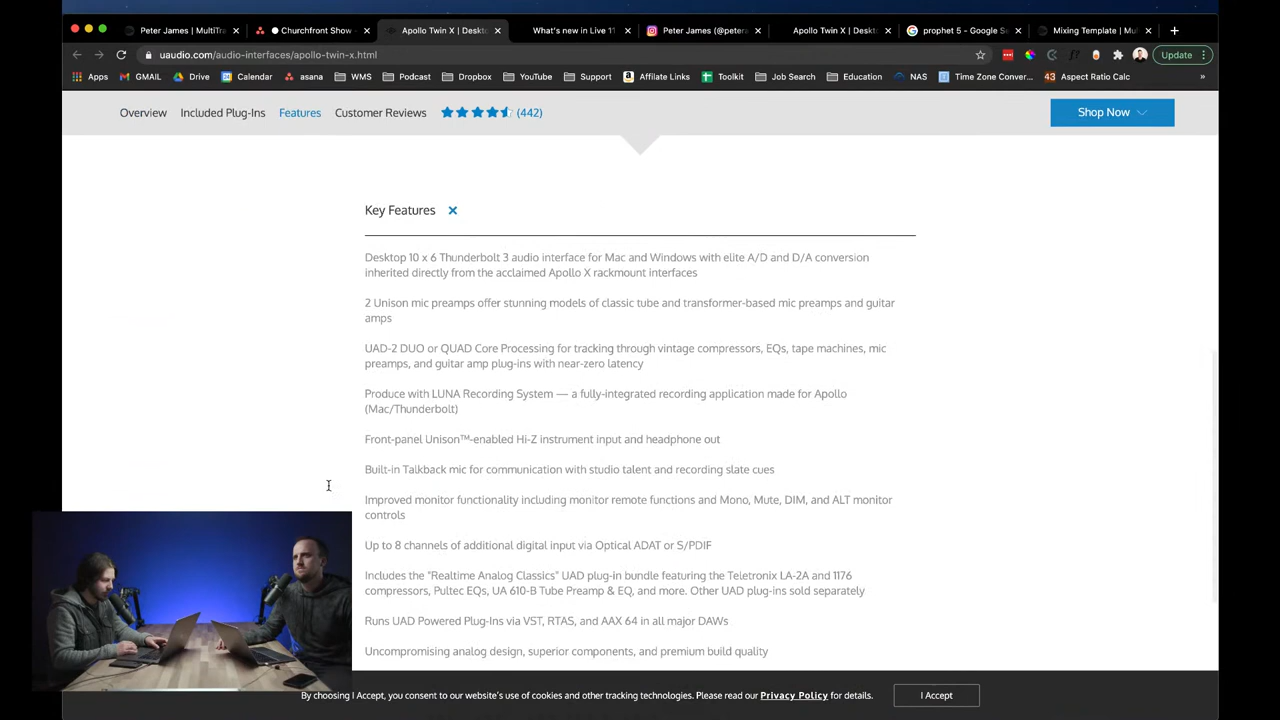 Peter James | MultiTra
Churchfront Show -
Apollo Twin X | Deskto
What's new in Live 11
Peter James (@petera
Apollo Twin X | Deskto
prophet 5 - Google Se
Mixing Template | Mul
uaudio.com/audio-interfaces/apollo-twin-x.html
Update
Apps GMAIL Drive Calendar asana WMS Podcast Dropbox YouTube Support Affiliate Links Toolkit Job Search Education NAS Time Zone Conver... 43 Aspect Ratio Calc »
Overview Included Plug-Ins Features Customer Reviews (442) Shop Now
Key Features
Desktop 10 x 6 Thunderbolt 3 audio interface for Mac and Windows with elite A/D and D/A conversion
inherited directly from the acclaimed Apollo X rackmount interfaces
2 Unison mic preamps offer stunning models of classic tube and transformer-based mic preamps and guitar
amps
UAD-2 DUO or QUAD Core Processing for tracking through vintage compressors, EQs, tape machines, mic
preamps, and guitar amp plug-ins with near-zero latency
Produce with LUNA Recording System — a fully-integrated recording application made for Apollo
(Mac/Thunderbolt)
Front-panel Unison™-enabled Hi-Z instrument input and headphone out
Built-in Talkback mic for communication with studio talent and recording slate cues
Improved monitor functionality including monitor remote functions and Mono, Mute, DIM, and ALT monitor
controls
Up to 8 channels of additional digital input via Optical ADAT or S/PDIF
Includes the "Realtime Analog Classics" UAD plug-in bundle featuring the Teletronix LA-2A and 1176
compressors, Pultec EQs, UA 610-B Tube Preamp & EQ, and more. Other UAD plug-ins sold separately
Runs UAD Powered Plug-Ins via VST, RTAS, and AAX 64 in all major DAWs
Uncompromising analog design, superior components, and premium build quality
By choosing I Accept, you consent to our website's use of cookies and other tracking technologies. Please read our Privacy Policy for details. I Accept